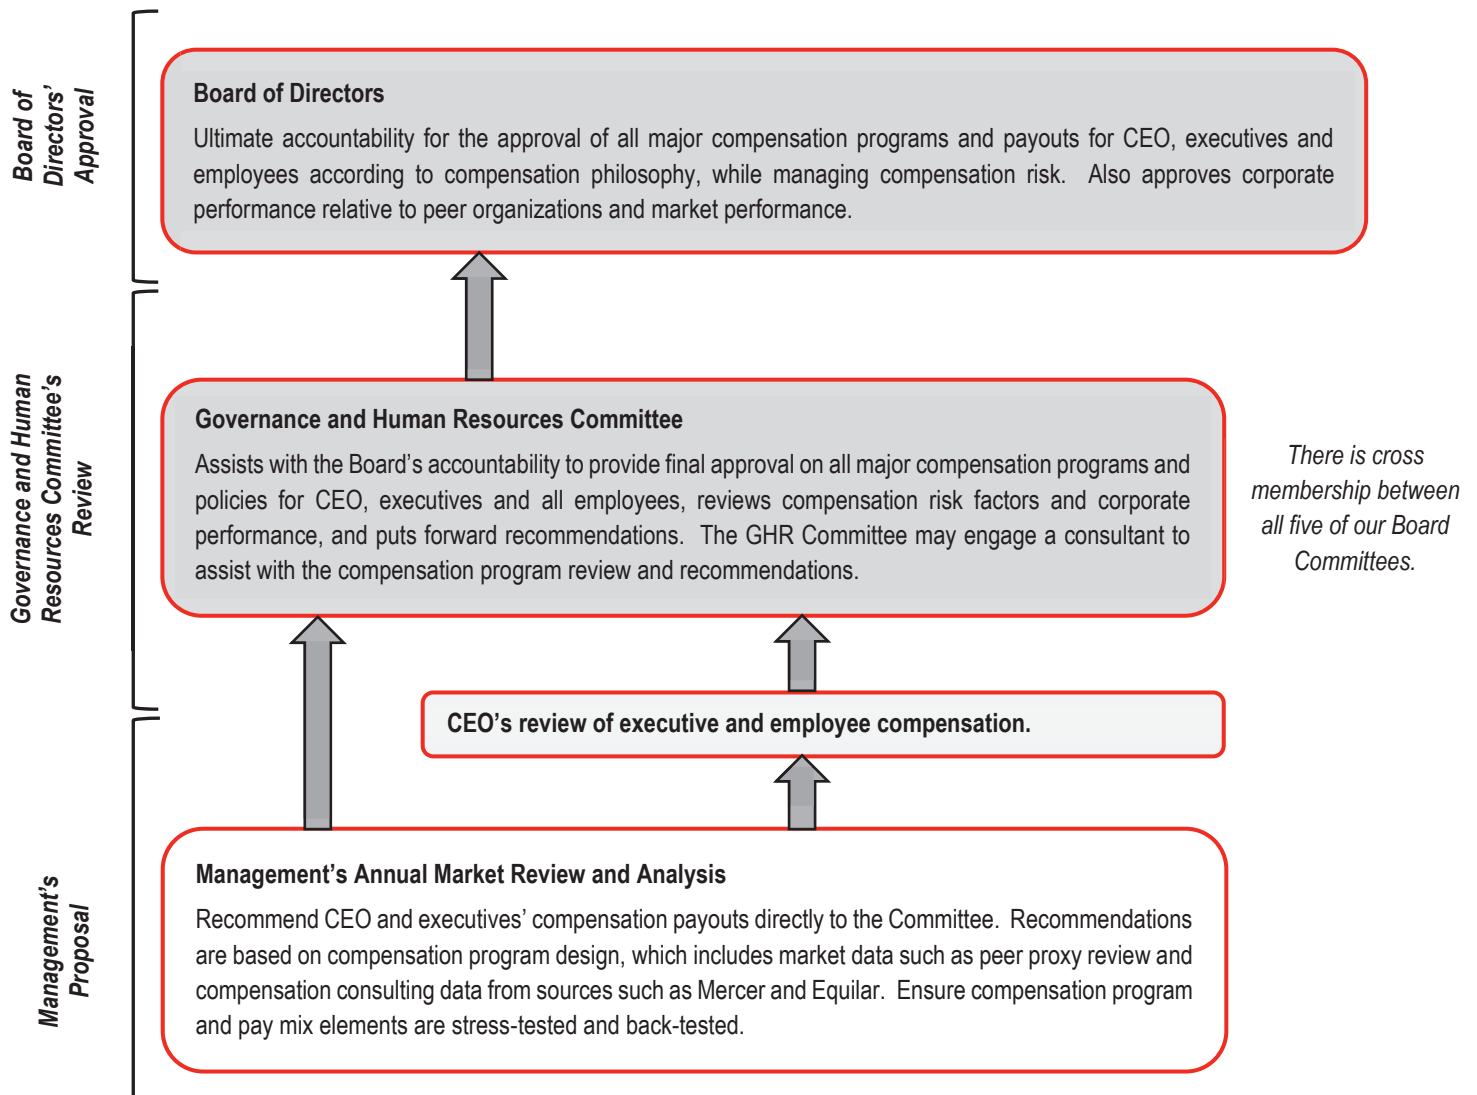 Board of
Directors’
Approval
Board of Directors
Ultimate accountability for the approval of all major compensation programs and payouts for CEO, executives and
employees according to compensation philosophy, while managing compensation risk. Also approves corporate
performance relative to peer organizations and market performance.
Governance and Human
Resources Committee’s
Review
Governance and Human Resources Committee
Assists with the Board’s accountability to provide final approval on all major compensation programs and
policies for CEO, executives and all employees, reviews compensation risk factors and corporate
performance, and puts forward recommendations. The GHR Committee may engage a consultant to
assist with the compensation program review and recommendations.
There is cross
membership between
all five of our Board
Committees.
CEO’s review of executive and employee compensation.
Management’s
Proposal
Management’s Annual Market Review and Analysis
Recommend CEO and executives’ compensation payouts directly to the Committee. Recommendations
are based on compensation program design, which includes market data such as peer proxy review and
compensation consulting data from sources such as Mercer and Equilar. Ensure compensation program
and pay mix elements are stress-tested and back-tested.